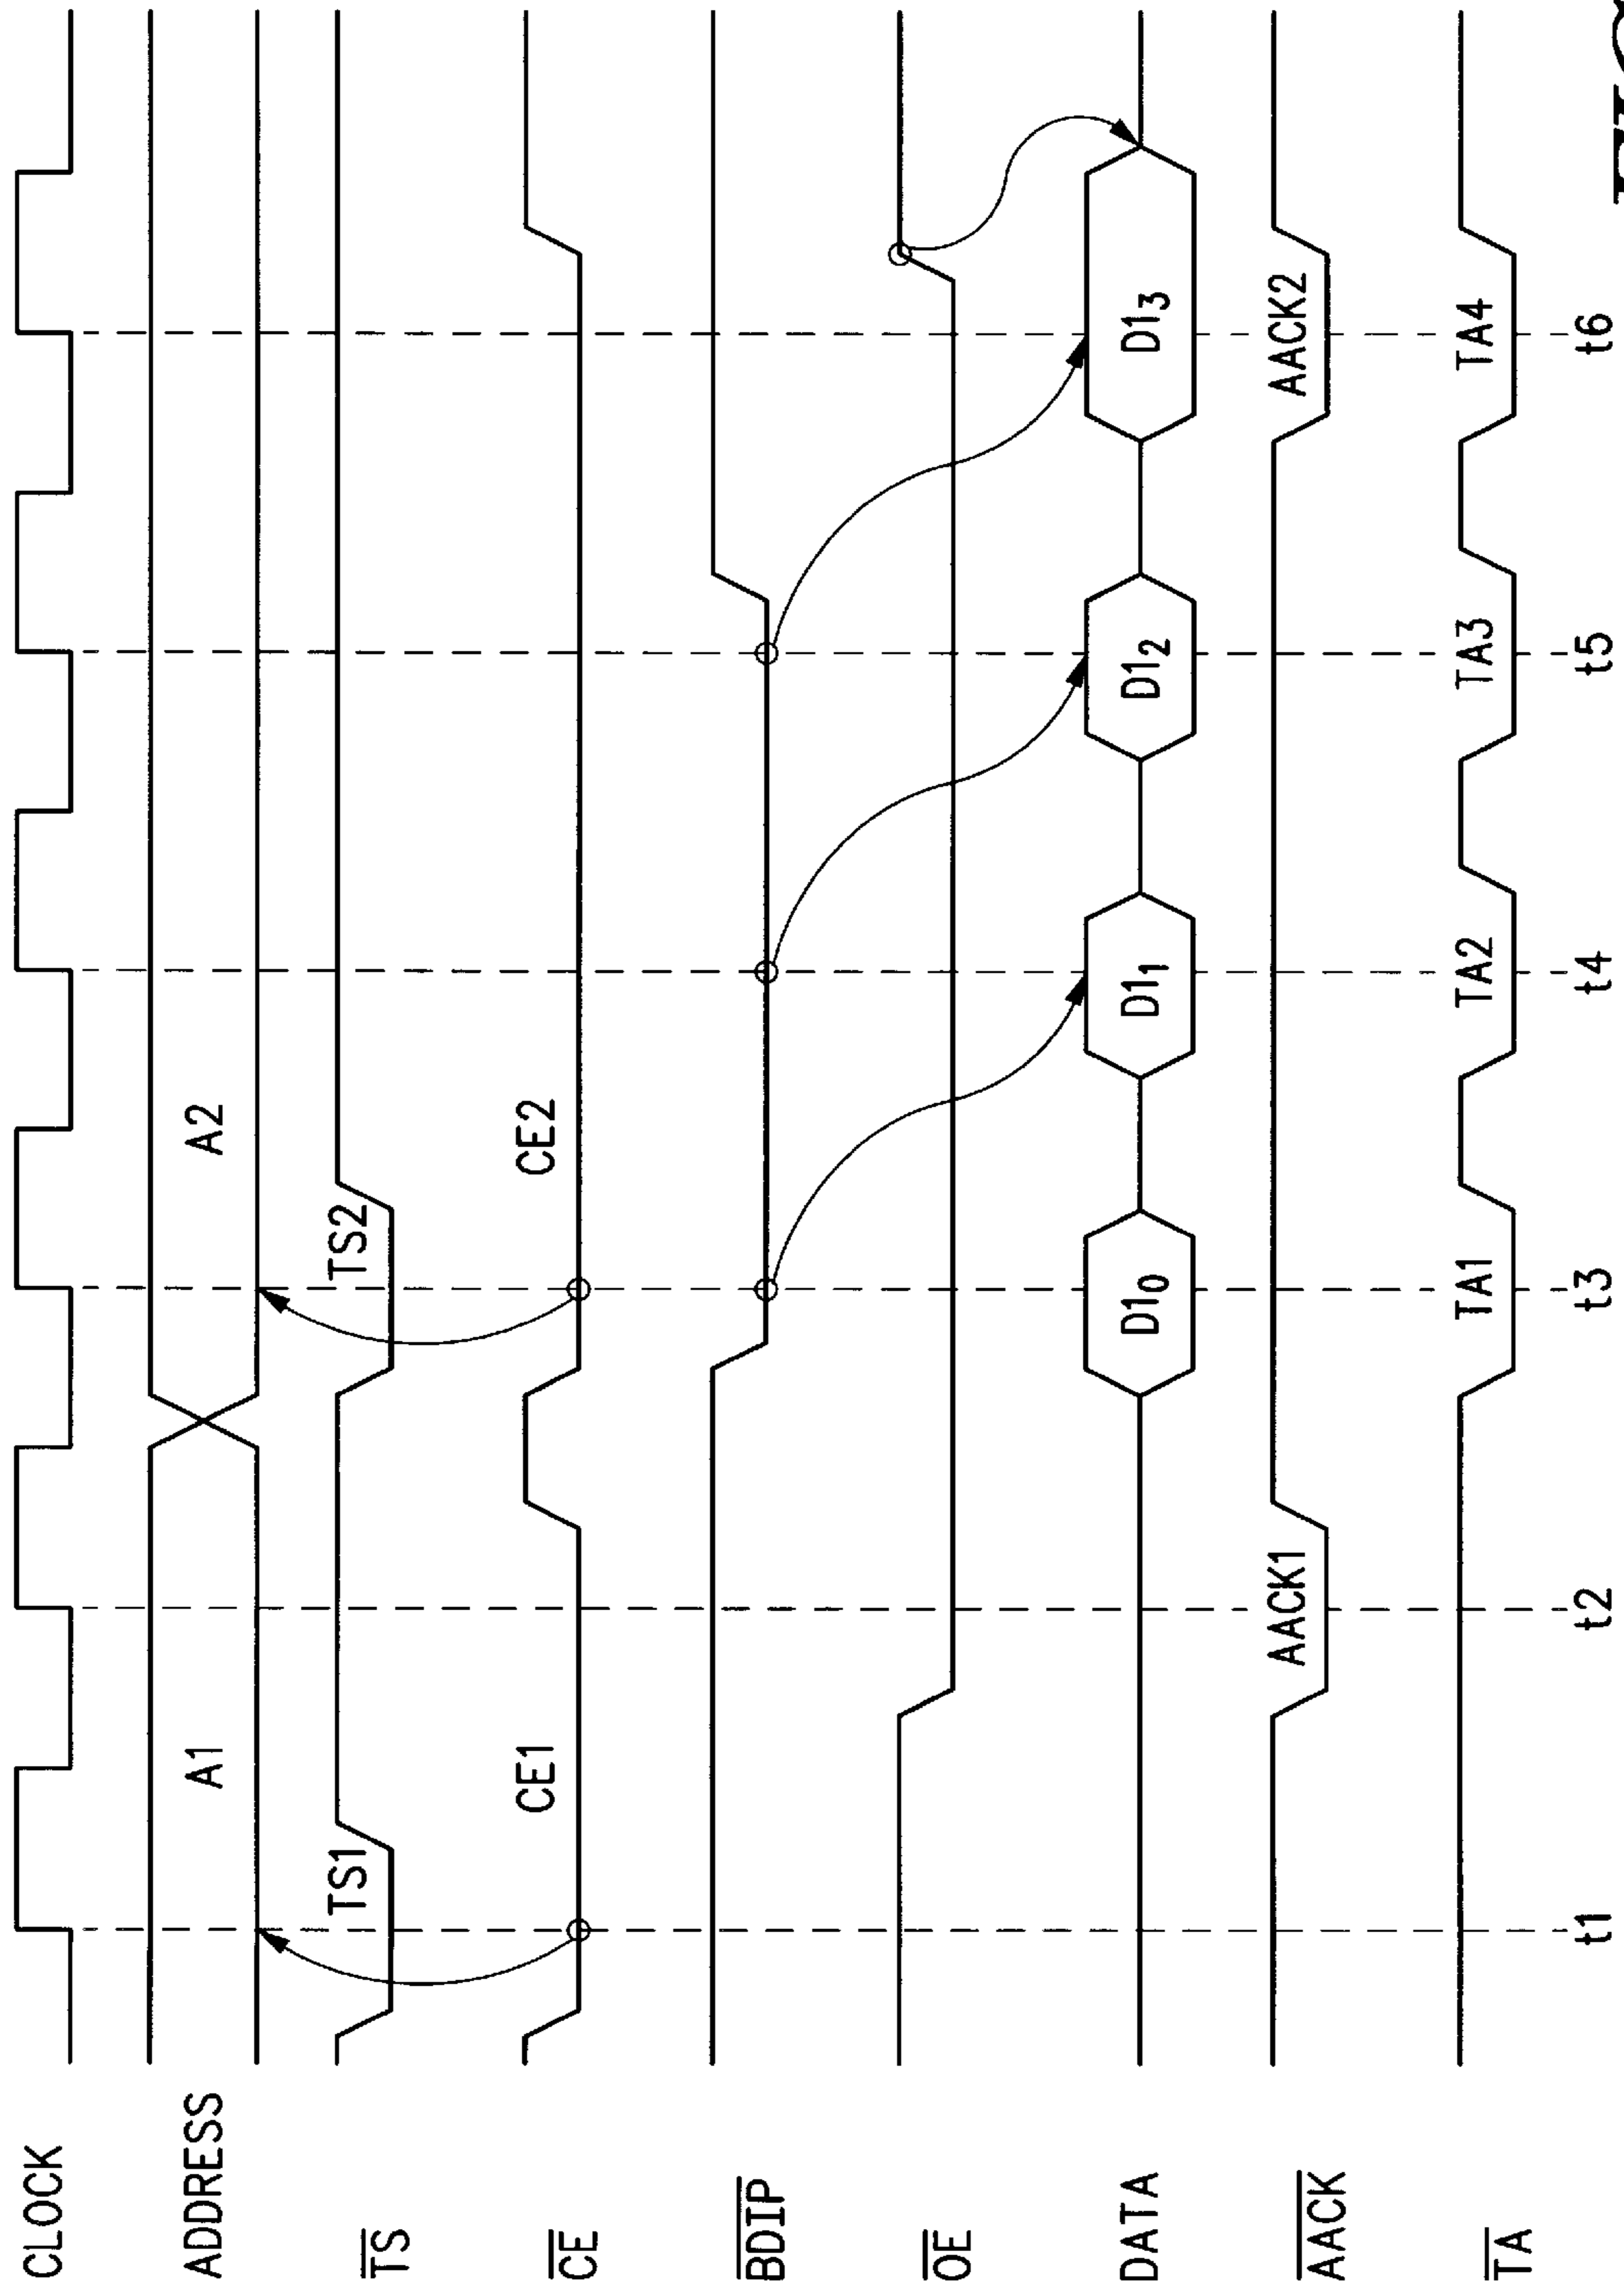 CLOCK
ADDRESS A1 A2
TS TS1 TS2
CE CE1 CE2
BDIP
OE
DATA D10 D11 D12 D13
AACK AACK1 AACK2
TA TA1 TA2 TA3 TA4
t1 t2 t3 t4 t5 t6